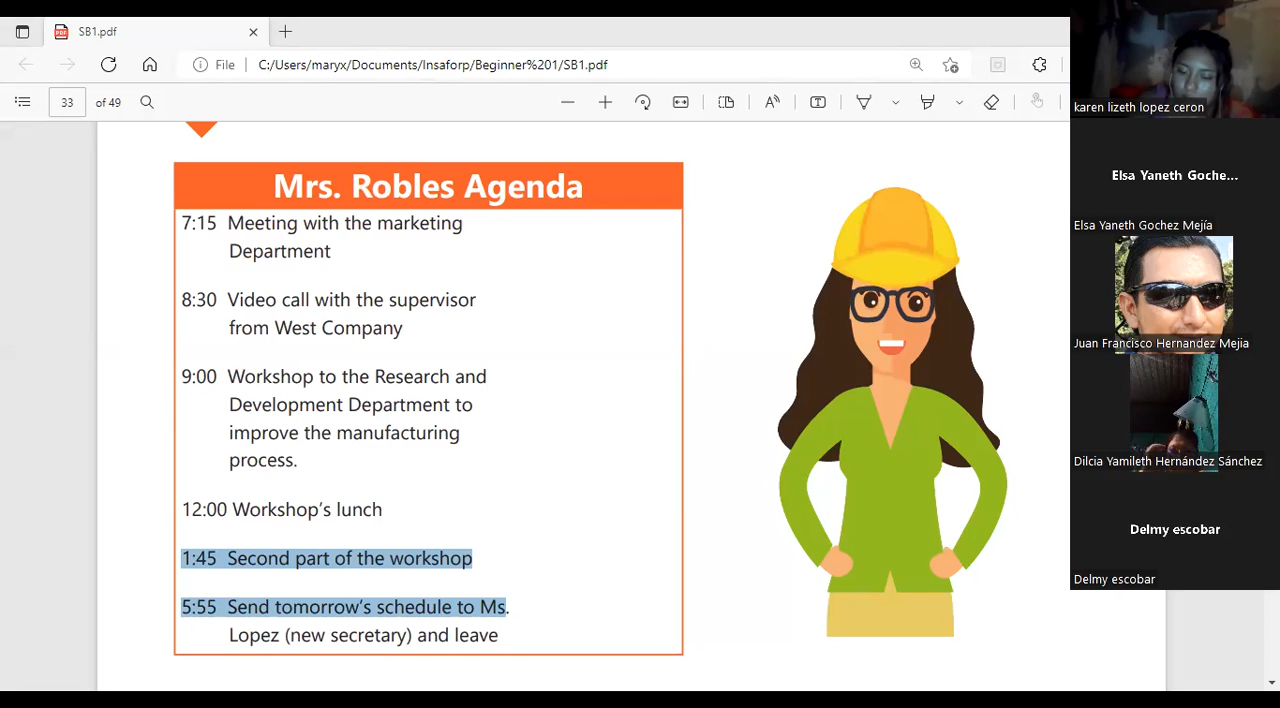 SB1.pdf
File
C:/Users/maryx/Documents/Insaforp/Beginner%201/SB1.pdf
33 of 49
Mrs. Robles Agenda
7:15 Meeting with the marketing
Department
8:30 Video call with the supervisor
from West Company
9:00 Workshop to the Research and
Development Department to
improve the manufacturing
process.
12:00 Workshop's lunch
1:45 Second part of the workshop
5:55 Send tomorrow's schedule to Ms.
Lopez (new secretary) and leave
karen lizeth lopez ceron
Elsa Yaneth Goche...
Elsa Yaneth Gochez Mejía
Juan Francisco Hernandez Mejia
Dilcia Yamileth Hernández Sánchez
Delmy escobar
Delmy escobar